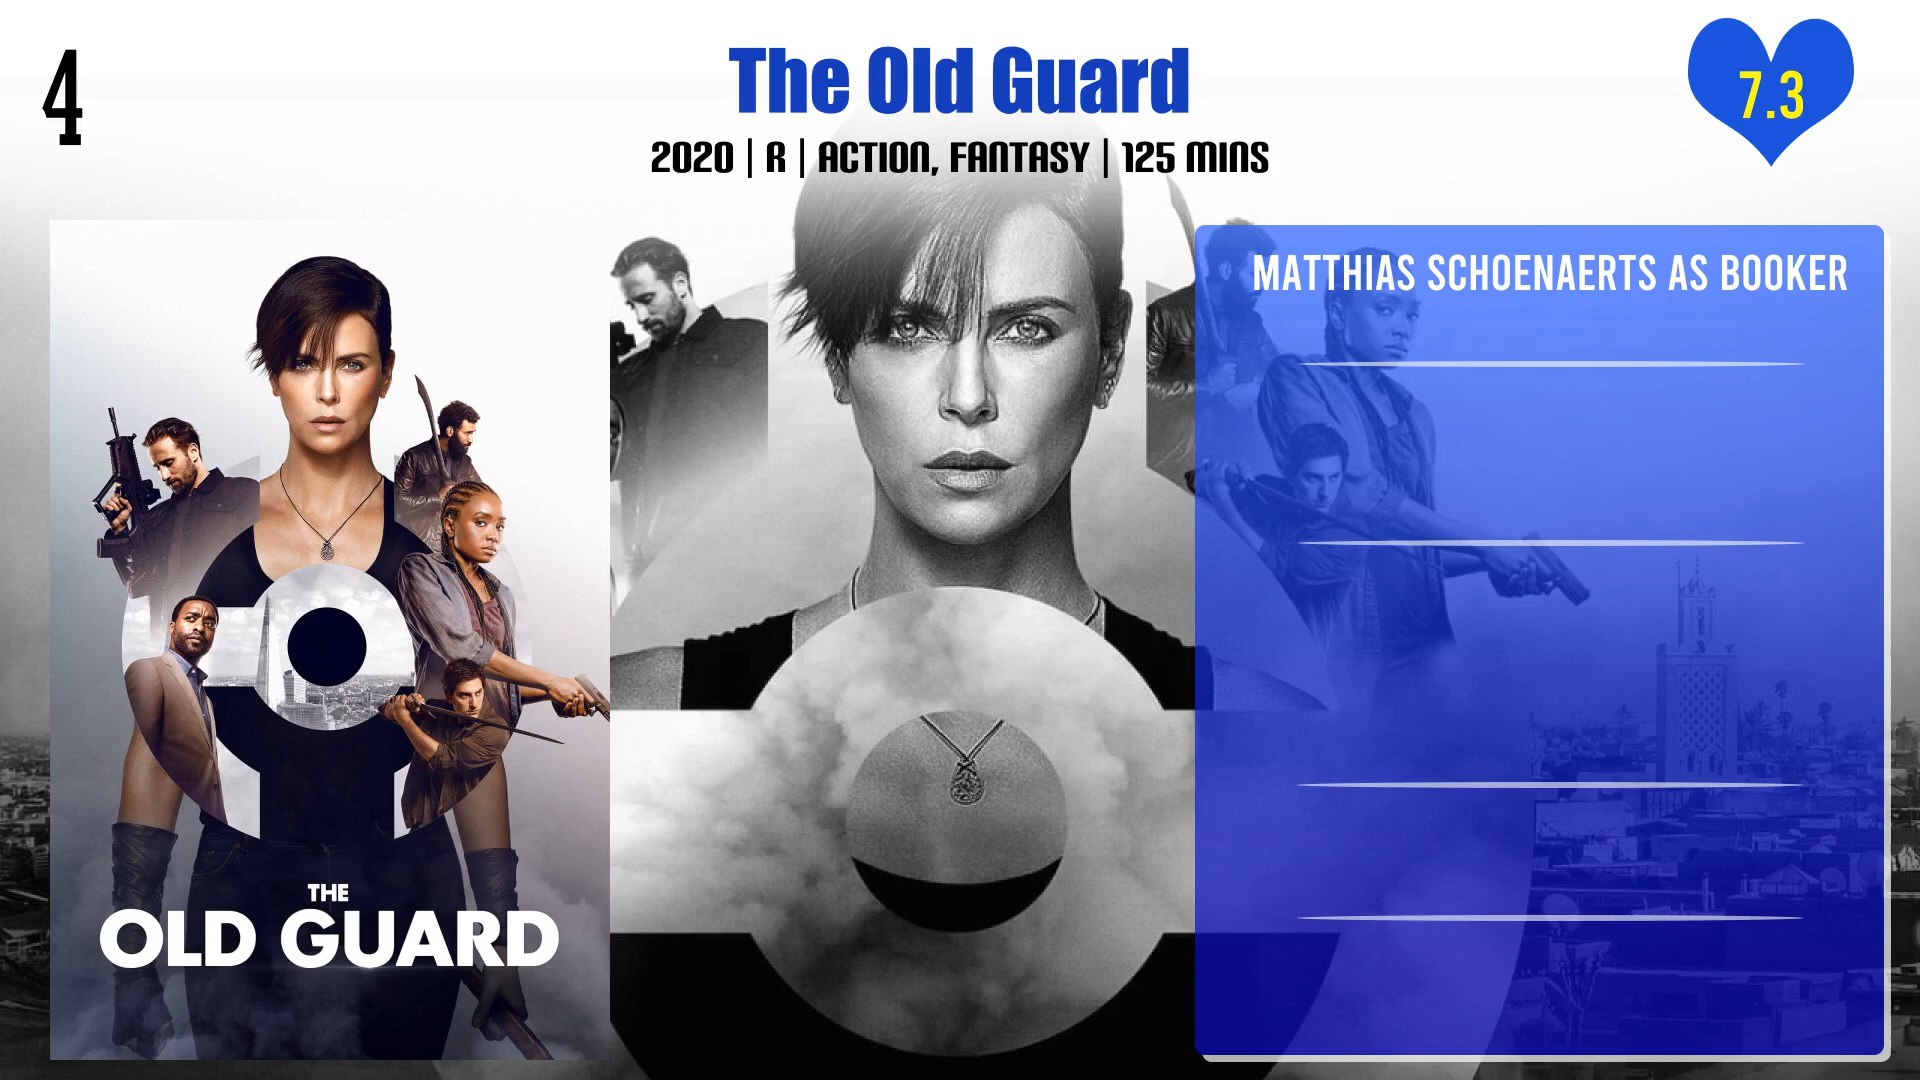 4
The Old Guard
7.3
2020 | R | ACTION, FANTASY | 125 MINS
MATTHIAS SCHOENAERTS AS BOOKER
THE
OLD GUARD